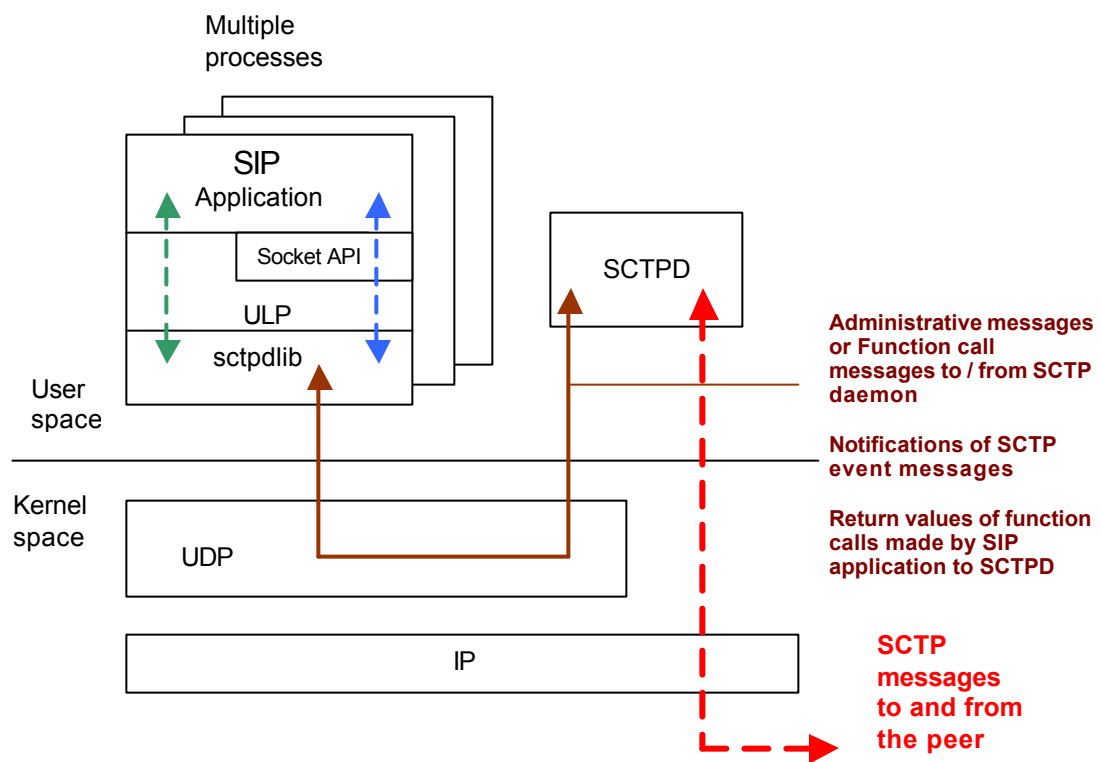 Multiple
processes
SIP
Application
Socket API
ULP
sctpdlib
SCTPD
User
space
Administrative messages
or Function call
messages to / from SCTP
daemon
Notifications of SCTP
event messages
Kernel
space
UDP
Return values of function
calls made by SIP
application to SCTPD
IP
SCTP
messages
to and from
the peer